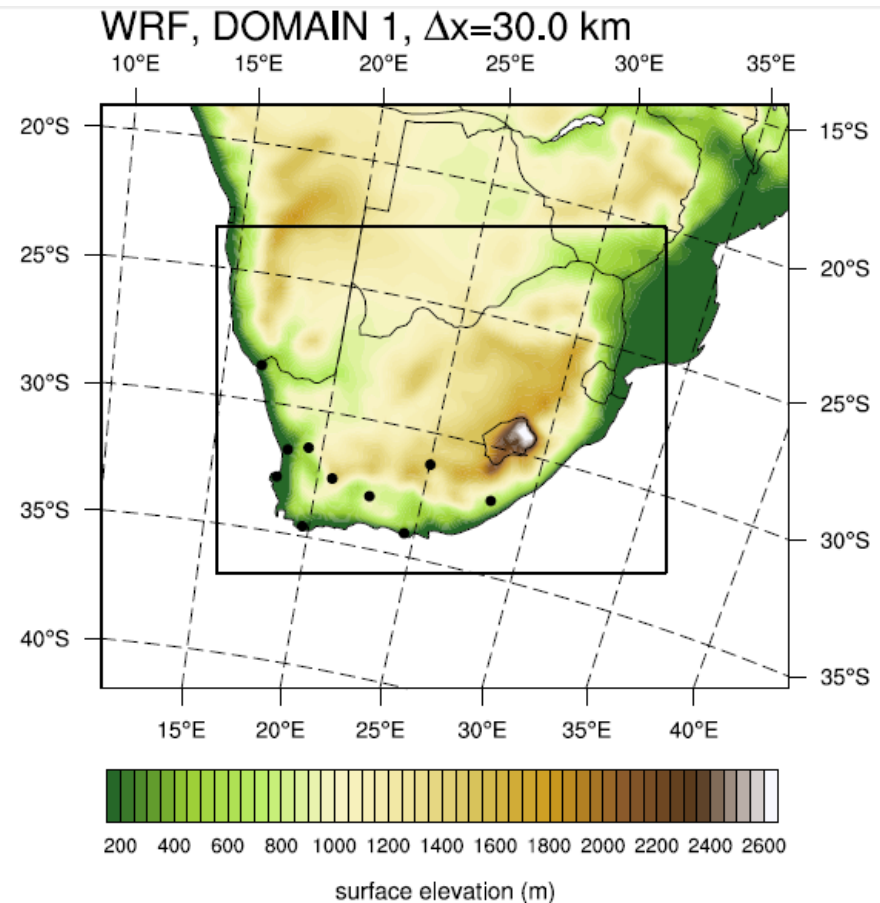 WRF, DOMAIN 1, Δx=30.0 km
10°E 15°E 20°E 25°E 30°E 35°E
20°S 15°S
25°S 20°S
30°S 25°S
35°S 30°S
40°S 35°S
15°E 20°E 25°E 30°E 35°E 40°E
200 400 600 800 1000 1200 1400 1600 1800 2000 2200 2400 2600
surface elevation (m)